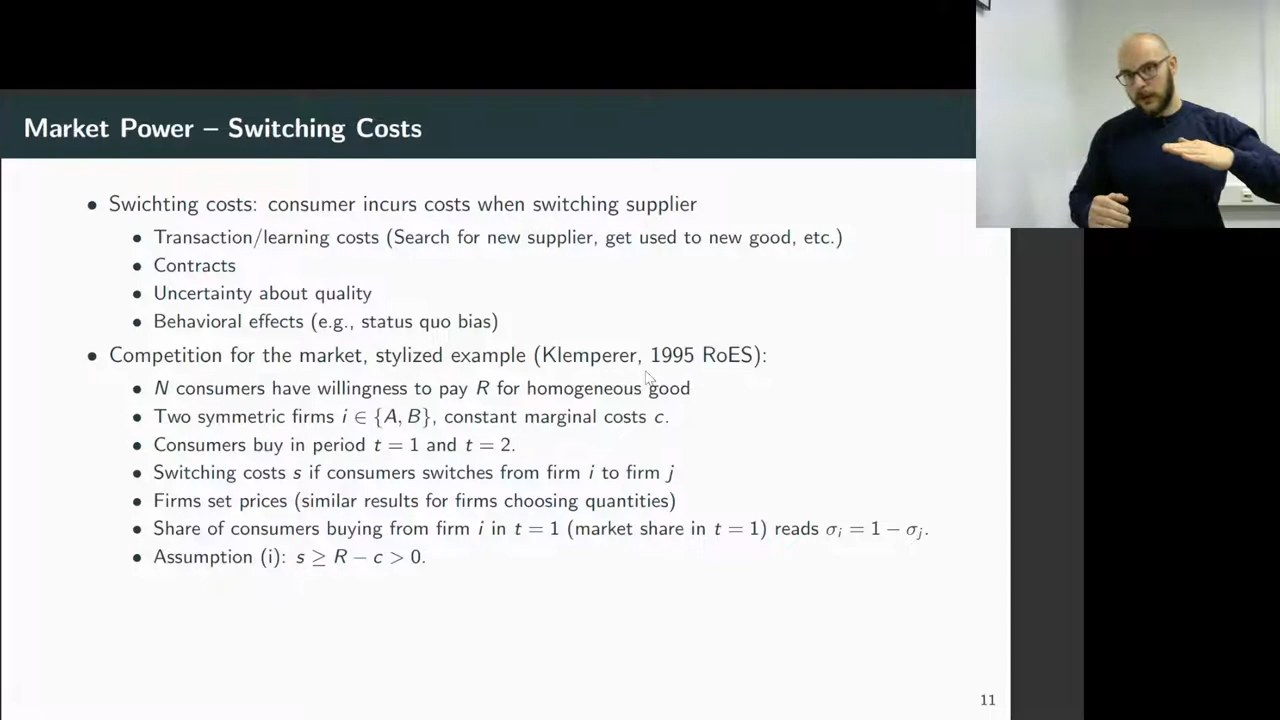 Market Power – Switching Costs
• Swichting costs: consumer incurs costs when switching supplier
• Transaction/learning costs (Search for new supplier, get used to new good, etc.)
• Contracts
• Uncertainty about quality
• Behavioral effects (e.g., status quo bias)
• Competition for the market, stylized example (Klemperer, 1995 RoES):
• N consumers have willingness to pay R for homogeneous good
• Two symmetric firms i ∈ {A, B}, constant marginal costs c.
• Consumers buy in period t = 1 and t = 2.
• Switching costs s if consumers switches from firm i to firm j
• Firms set prices (similar results for firms choosing quantities)
• Share of consumers buying from firm i in t = 1 (market share in t = 1) reads σᵢ = 1 − σⱼ.
• Assumption (i): s ≥ R − c > 0.
11